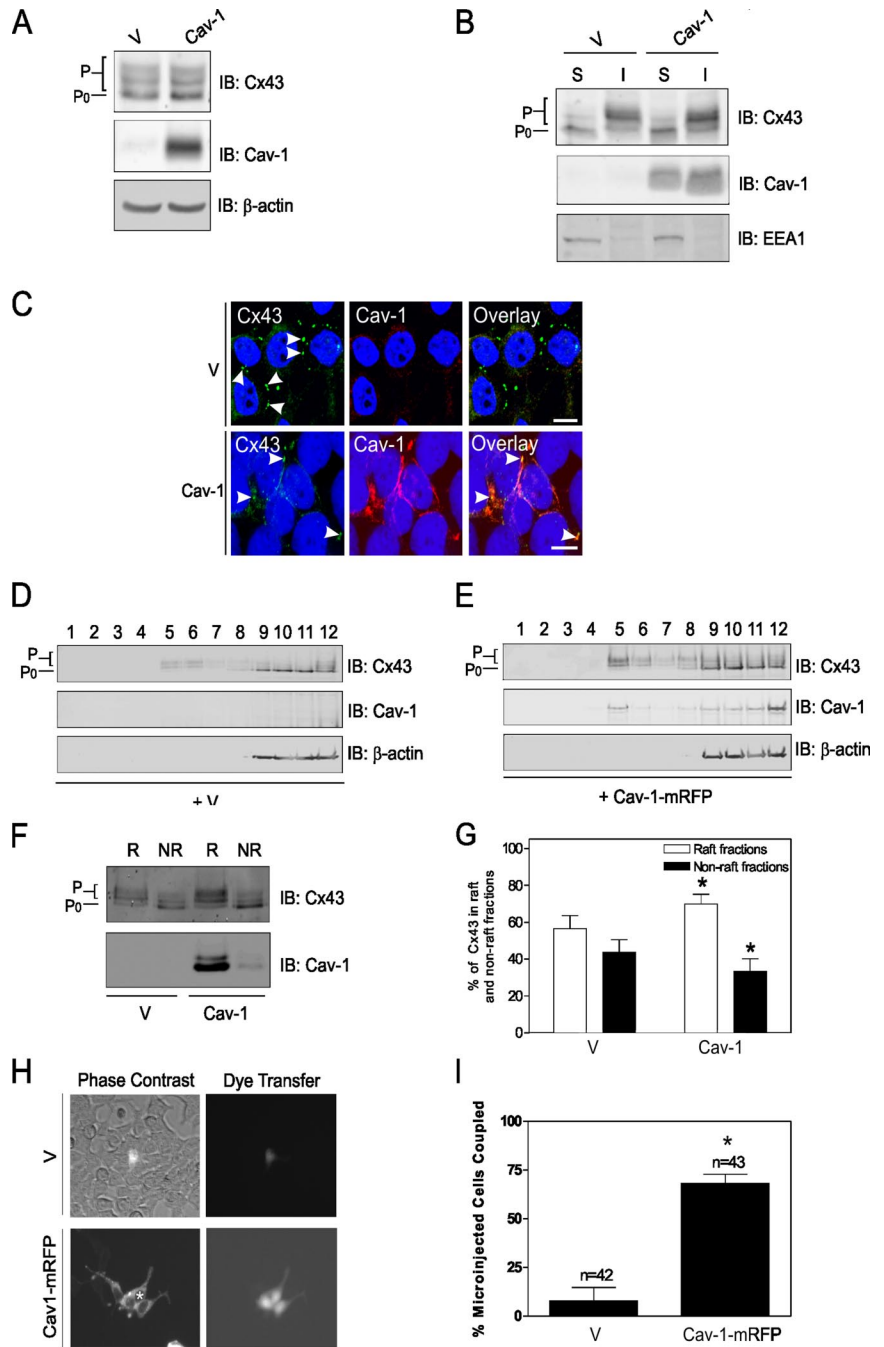 A
V Cav-1
P
P₀
IB: Cx43
IB: Cav-1
IB: β-actin
B
V Cav-1
S I S I
P
P₀
IB: Cx43
IB: Cav-1
IB: EEA1
C
Cx43 Cav-1 Overlay
V
Cx43 Cav-1 Overlay
Cav-1
D
1 2 3 4 5 6 7 8 9 10 11 12
P
P₀
IB: Cx43
IB: Cav-1
IB: β-actin
+ V
E
1 2 3 4 5 6 7 8 9 10 11 12
P
P₀
IB: Cx43
IB: Cav-1
IB: β-actin
+ Cav-1-mRFP
F
R NR R NR
P
P₀
IB: Cx43
IB: Cav-1
V Cav-1
G
% of Cx43 in raft
and non-raft fractions
100
80
60
40
20
0
Raft fractions
Non-raft fractions
*
*
V Cav-1
H
Phase Contrast Dye Transfer
V
Cav1-mRFP
*
I
% Microinjected Cells Coupled
100
75
50
25
0
*
n=43
n=42
V Cav-1-mRFP